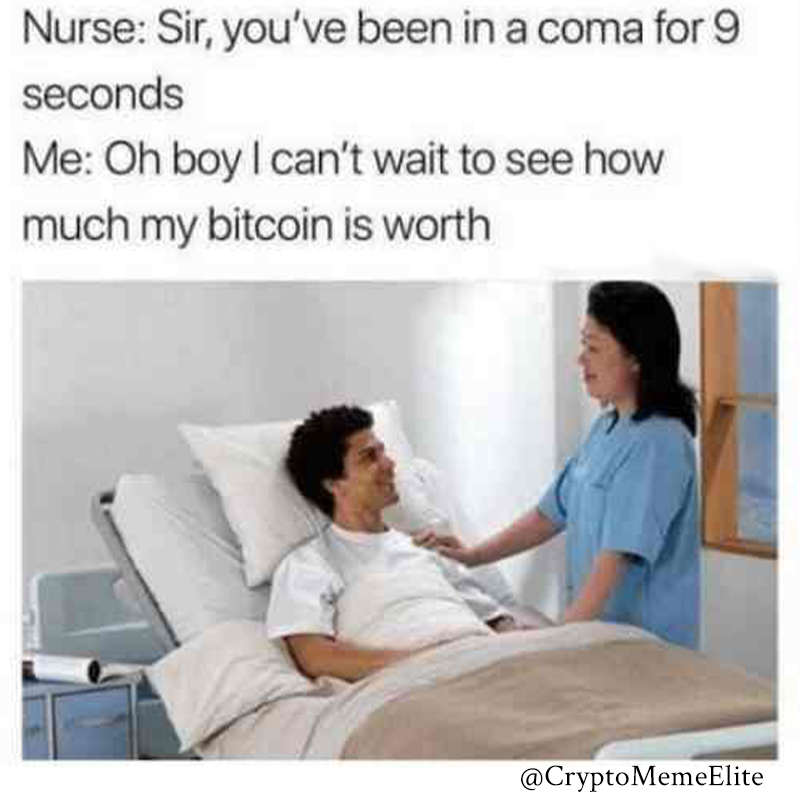 Nurse: Sir, you've been in a coma for 9
seconds
Me: Oh boy I can't wait to see how
much my bitcoin is worth
@CryptoMemeElite